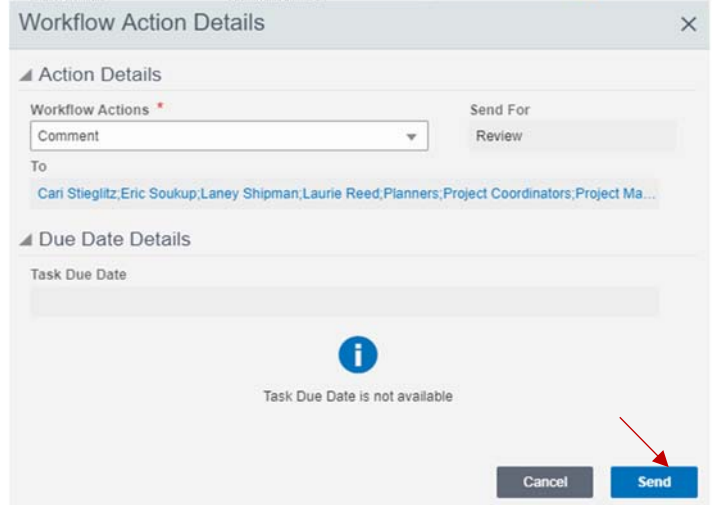 Workflow Action Details
Action Details
Workflow Actions *
Send For
Comment
Review
To
Cari Stieglitz;Eric Soukup;Laney Shipman;Laurie Reed;Planners;Project Coordinators;Project Ma...
Due Date Details
Task Due Date
Task Due Date is not available
Cancel
Send